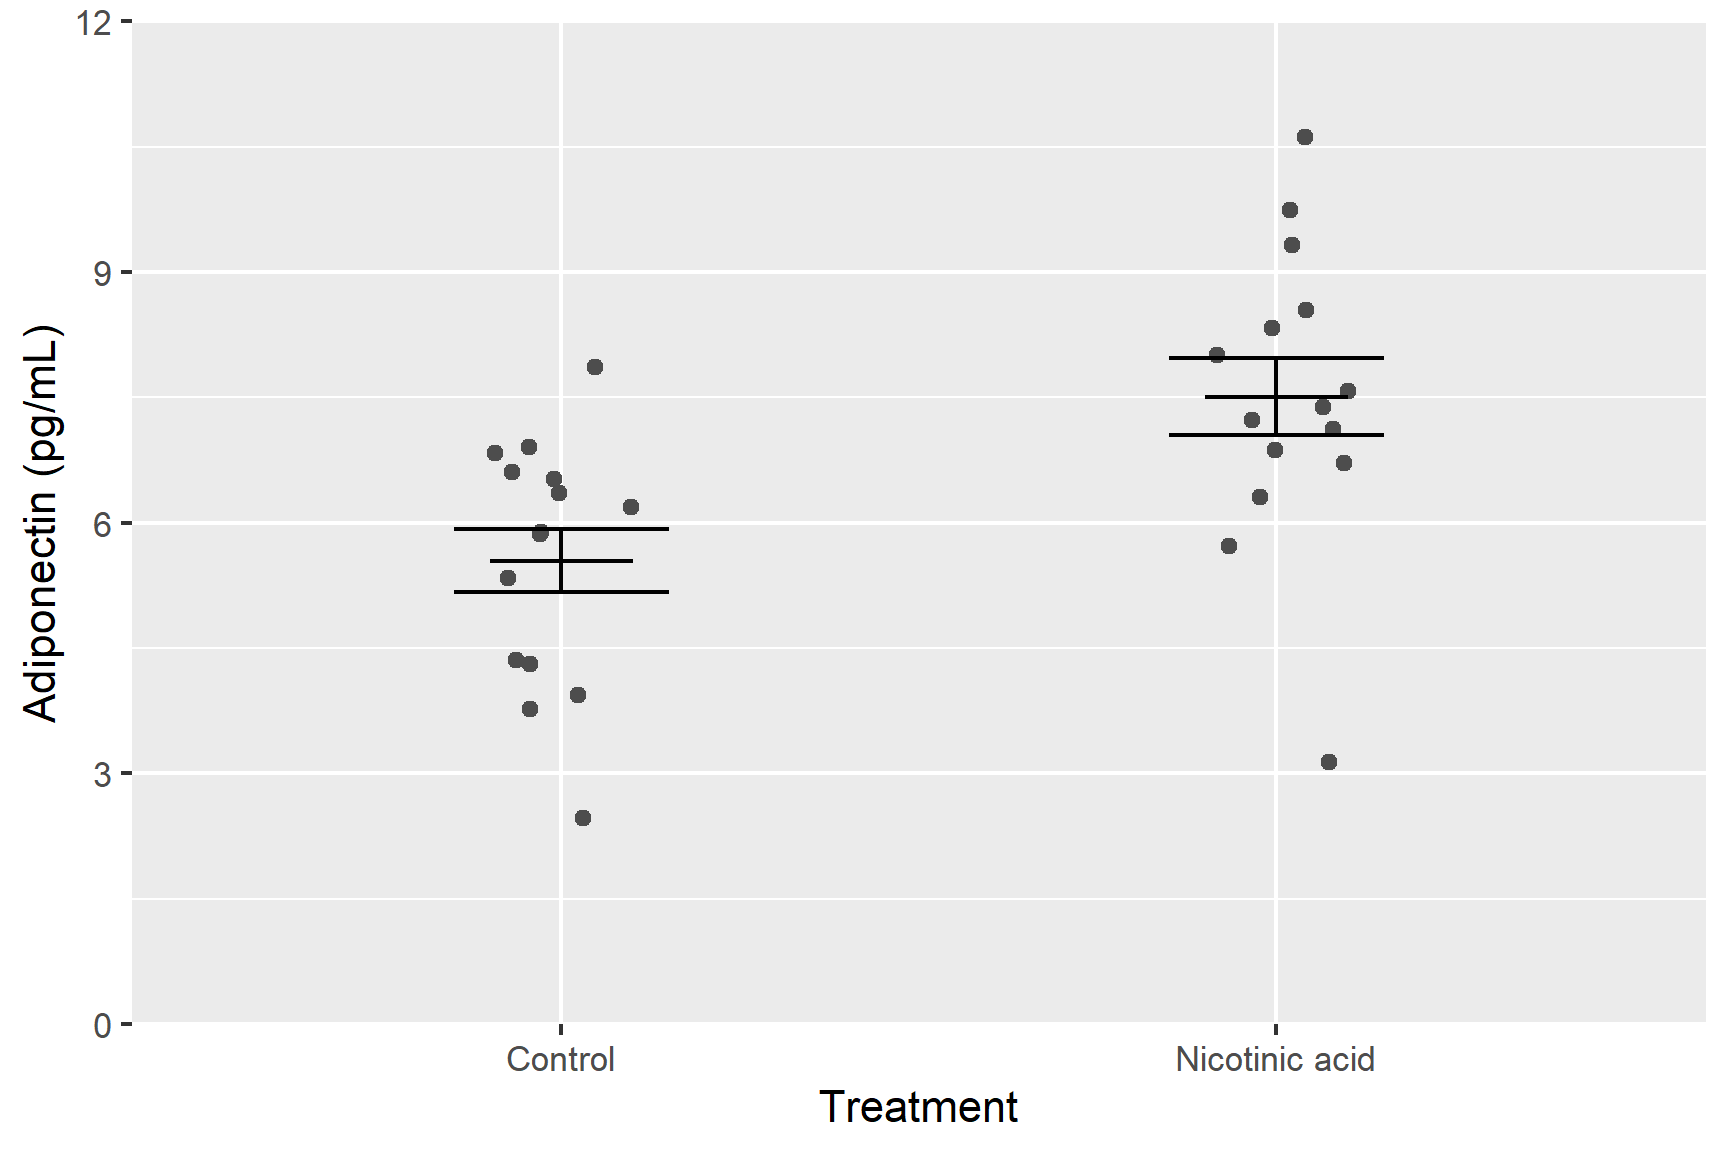 12
9
6
3
0
Adiponectin (pg/mL)
Control
Nicotinic acid
Treatment